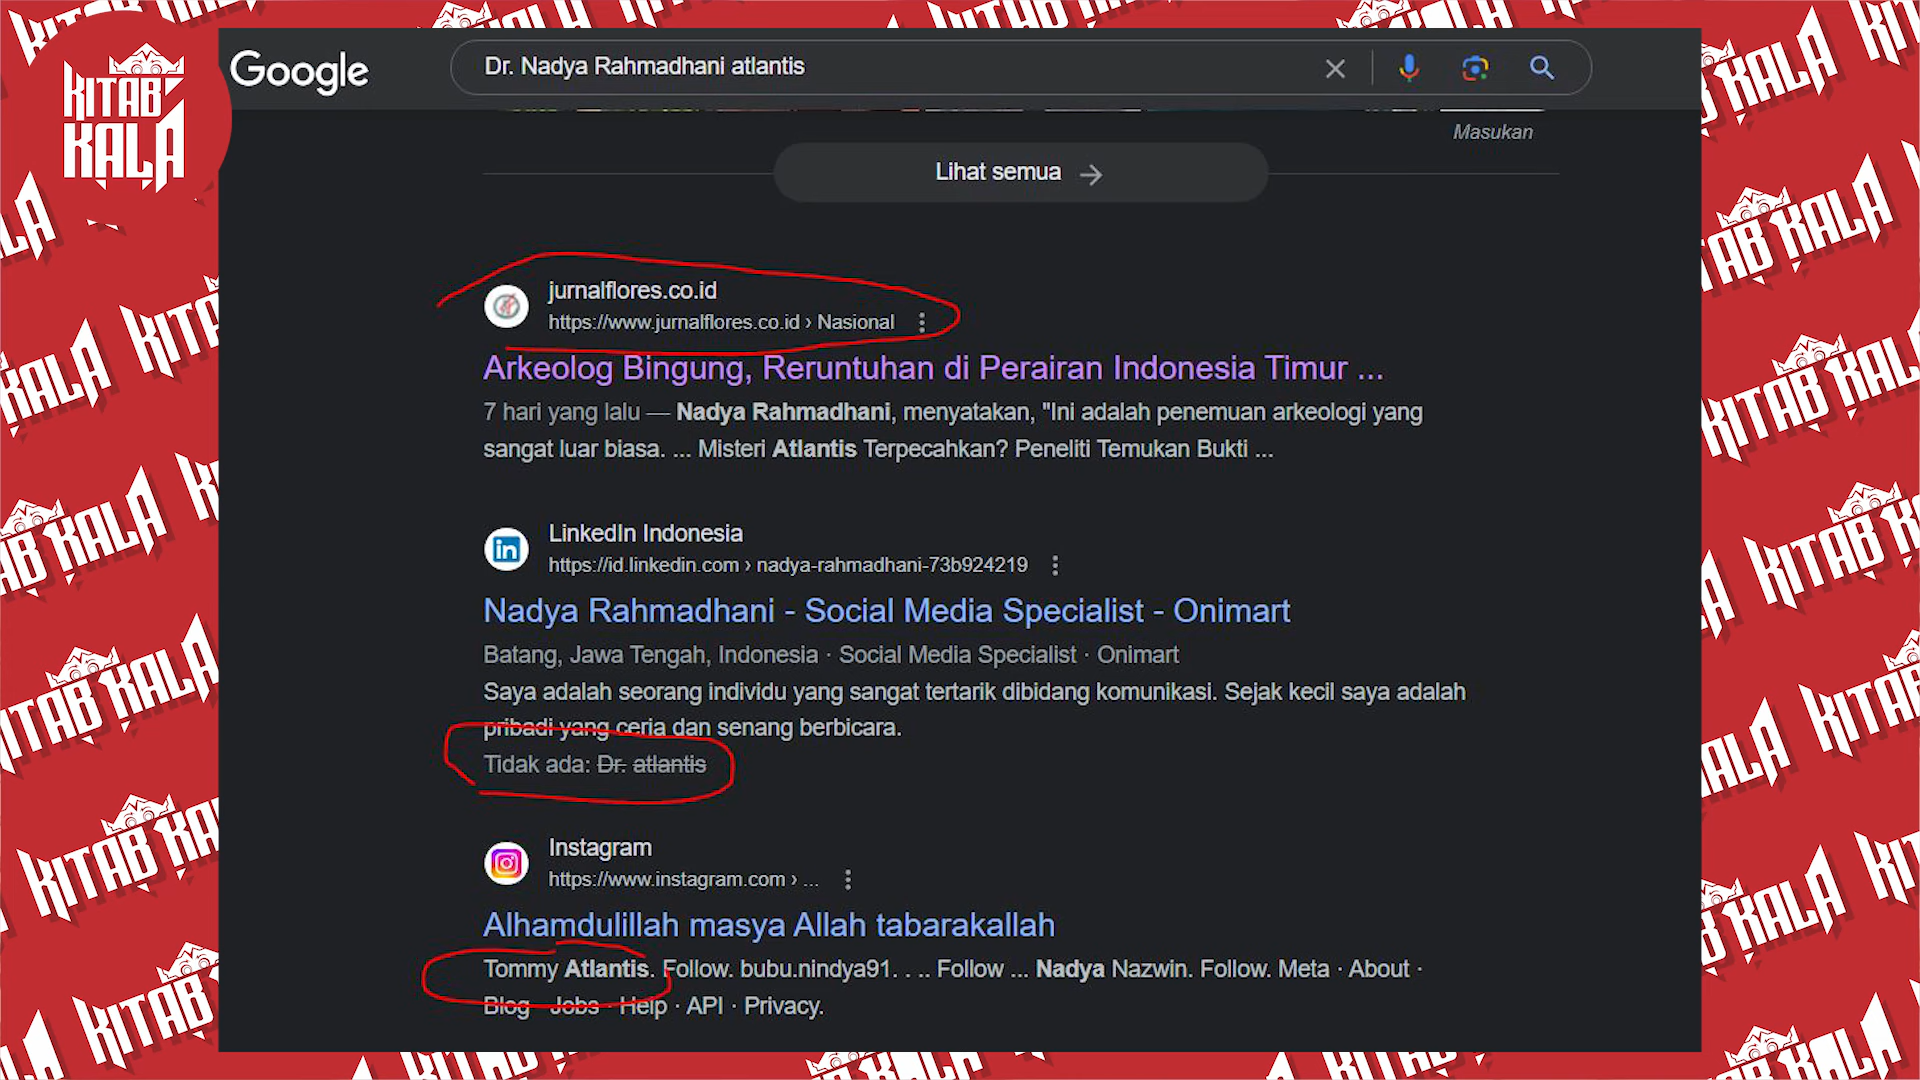 KITAB
KALA
Google
Dr. Nadya Rahmadhani atlantis
Masukan
Lihat semua
jurnalflores.co.id
https://www.jurnalflores.co.id › Nasional
Arkeolog Bingung, Reruntuhan di Perairan Indonesia Timur ...
7 hari yang lalu — Nadya Rahmadhani, menyatakan, "Ini adalah penemuan arkeologi yang
sangat luar biasa. ... Misteri Atlantis Terpecahkan? Peneliti Temukan Bukti ...
LinkedIn Indonesia
https://id.linkedin.com › nadya-rahmadhani-73b924219
Nadya Rahmadhani - Social Media Specialist - Onimart
Batang, Jawa Tengah, Indonesia · Social Media Specialist · Onimart
Saya adalah seorang individu yang sangat tertarik dibidang komunikasi. Sejak kecil saya adalah
pribadi yang ceria dan senang berbicara.
Tidak ada: Dr. atlantis
Instagram
https://www.instagram.com › ...
Alhamdulillah masya Allah tabarakallah
Tommy Atlantis. Follow. bubu.nindya91. . .. Follow ... Nadya Nazwin. Follow. Meta · About ·
Blog · Jobs · Help · API · Privacy.